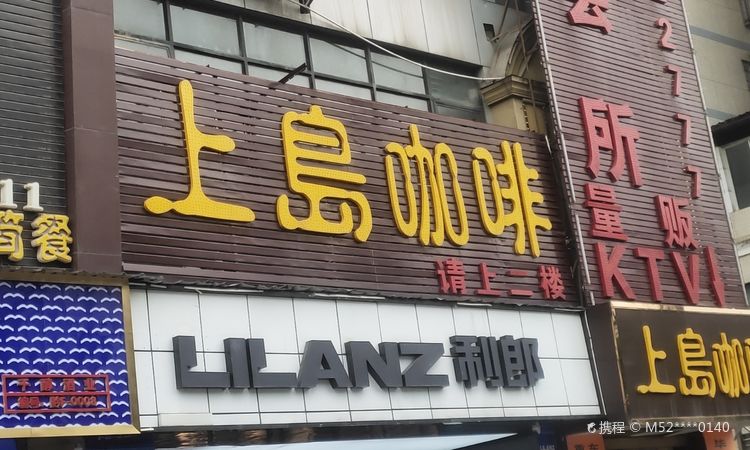 上島咖啡
请上二楼
LILANZ 利郎
11
简餐
所
量贩
KTV
2777
上島咖
携程 © M52****0140